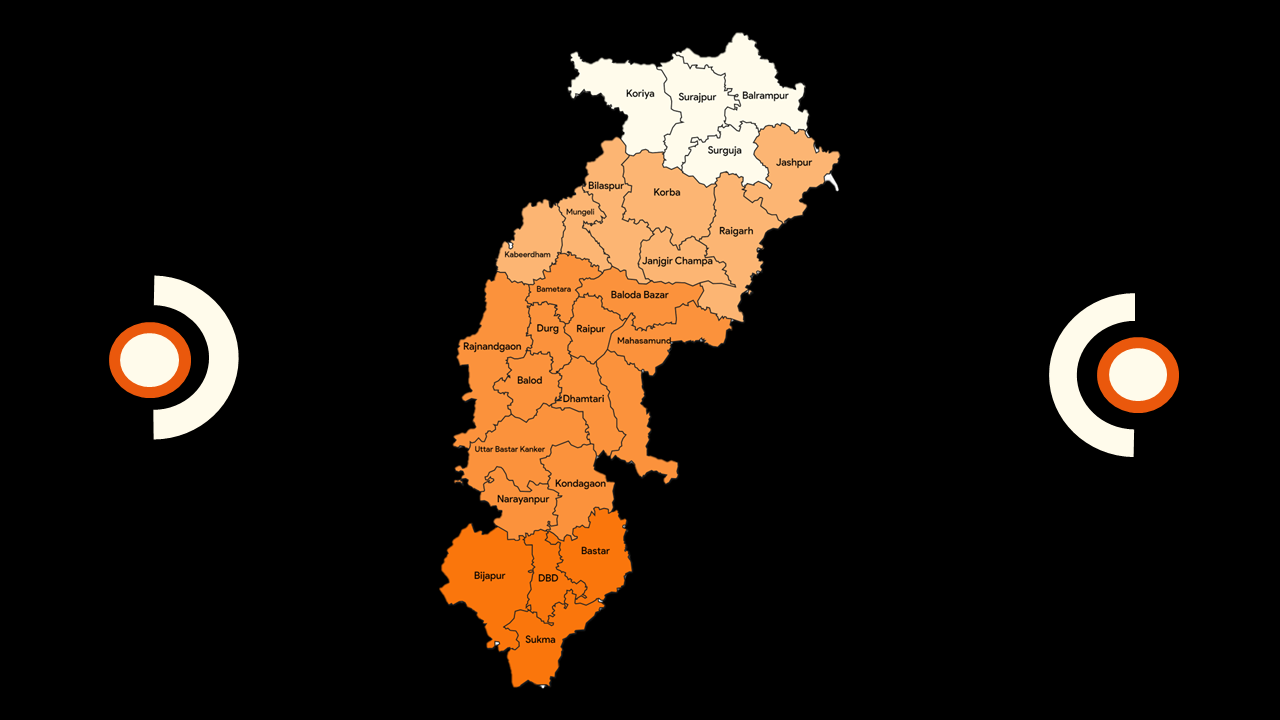 Koriya
Surajpur
Balrampur
Surguja
Jashpur
Bilaspur
Korba
Mungeli
Raigarh
Kabeerdham
Janjgir Champa
Bametara
Baloda Bazar
Durg
Raipur
Mahasamund
Rajnandgaon
Balod
Dhamtari
Uttar Bastar Kanker
Kondagaon
Narayanpur
Bastar
Bijapur
DBD
Sukma